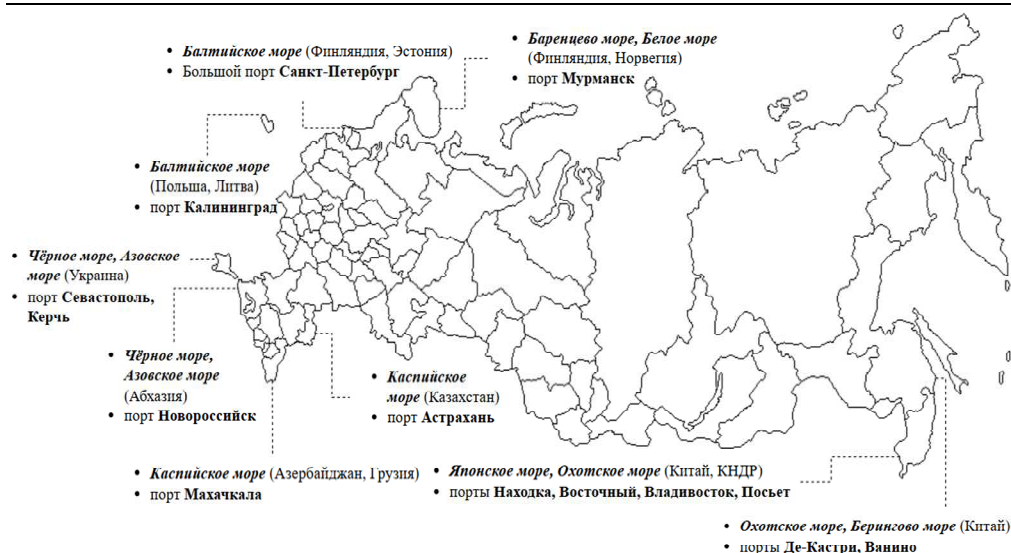 • Балтийское море (Финляндия, Эстония)
• Большой порт Санкт-Петербург
• Баренцево море, Белое море
(Финляндия, Норвегия)
• порт Мурманск
• Балтийское море
(Польша, Литва)
• порт Калининград
• Чёрное море, Азовское
море (Украина)
• порт Севастополь,
Керчь
• Чёрное море,
Азовское море
(Абхазия)
• порт Новороссийск
• Каспийское
море (Казахстан)
• порт Астрахань
• Каспийское море (Азербайджан, Грузия)
• порт Махачкала
• Японское море, Охотское море (Китай, КНДР)
• порты Находка, Восточный, Владивосток, Посьет
• Охотское море, Берингово море (Китай)
• порты Де-Кастри, Ванино